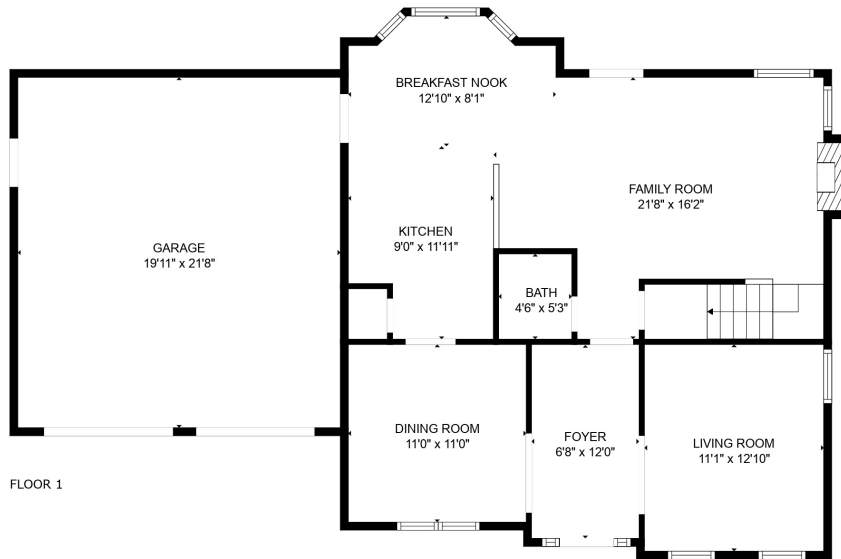 BREAKFAST NOOK
12'10" x 8'1"
FAMILY ROOM
21'8" x 16'2"
KITCHEN
9'0" x 11'11"
GARAGE
19'11" x 21'8"
BATH
4'6" x 5'3"
DINING ROOM
11'0" x 11'0"
FOYER
6'8" x 12'0"
LIVING ROOM
11'1" x 12'10"
FLOOR 1